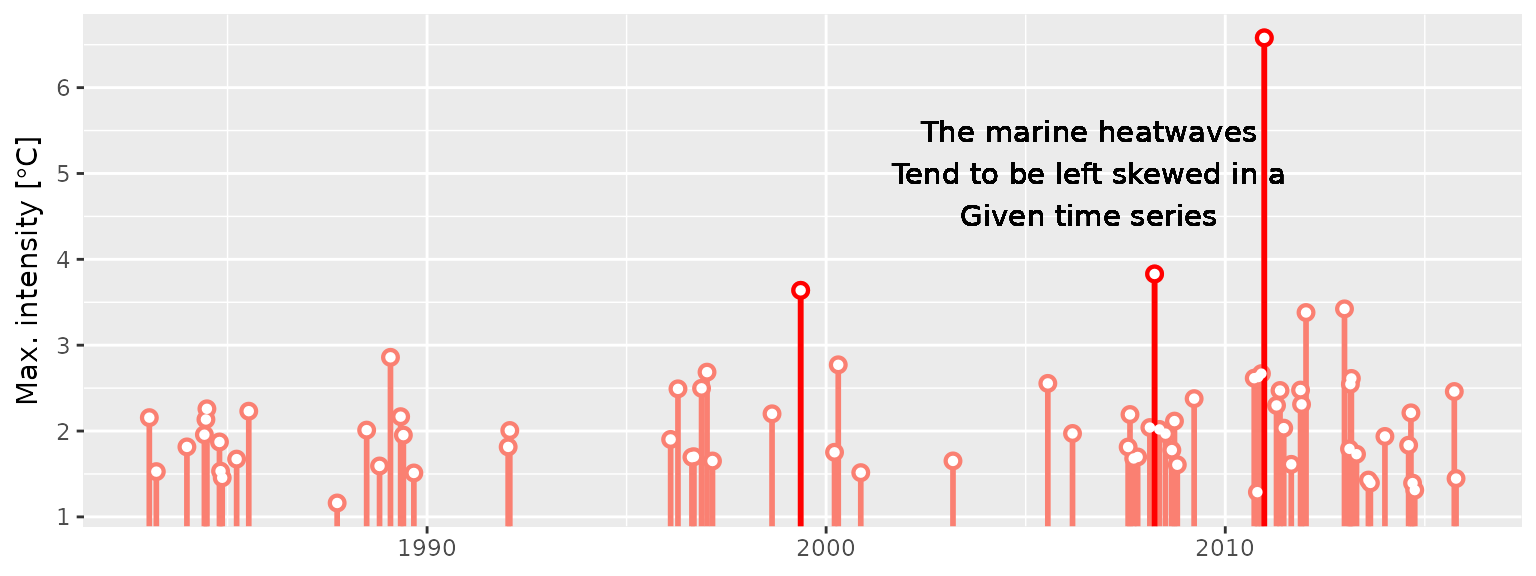 Max. intensity [°C]
6
5
4
3
2
1
The marine heatwaves
Tend to be left skewed in a
Given time series
1990
2000
2010